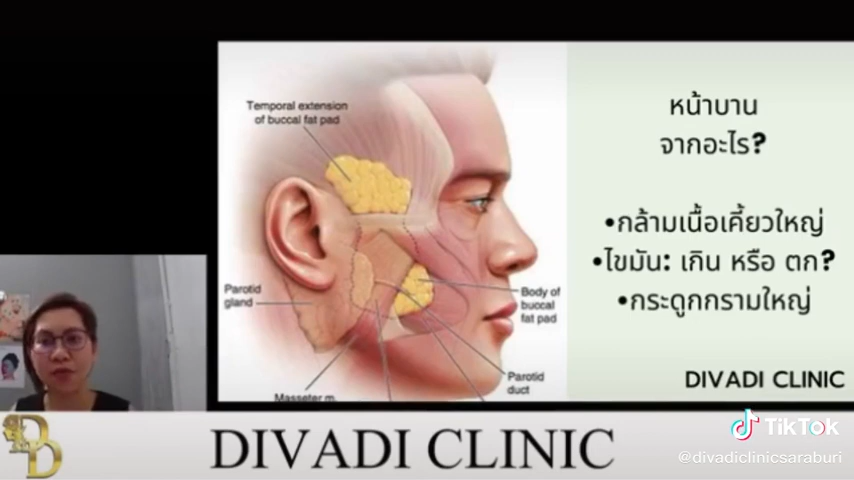 Temporal extension
of buccal fat pad
Parotid
gland
Body of
buccal
fat pad
Parotid
duct
Masseter m.
หน้าบาน
จากอะไร?
•กล้ามเนื้อเคี้ยวใหญ่
•ไขมัน: เกิน หรือ ตก?
•กระดูกกรามใหญ่
DIVADI CLINIC
DD
DIVADI CLINIC
TikTok
@divadiclinicsaraburi